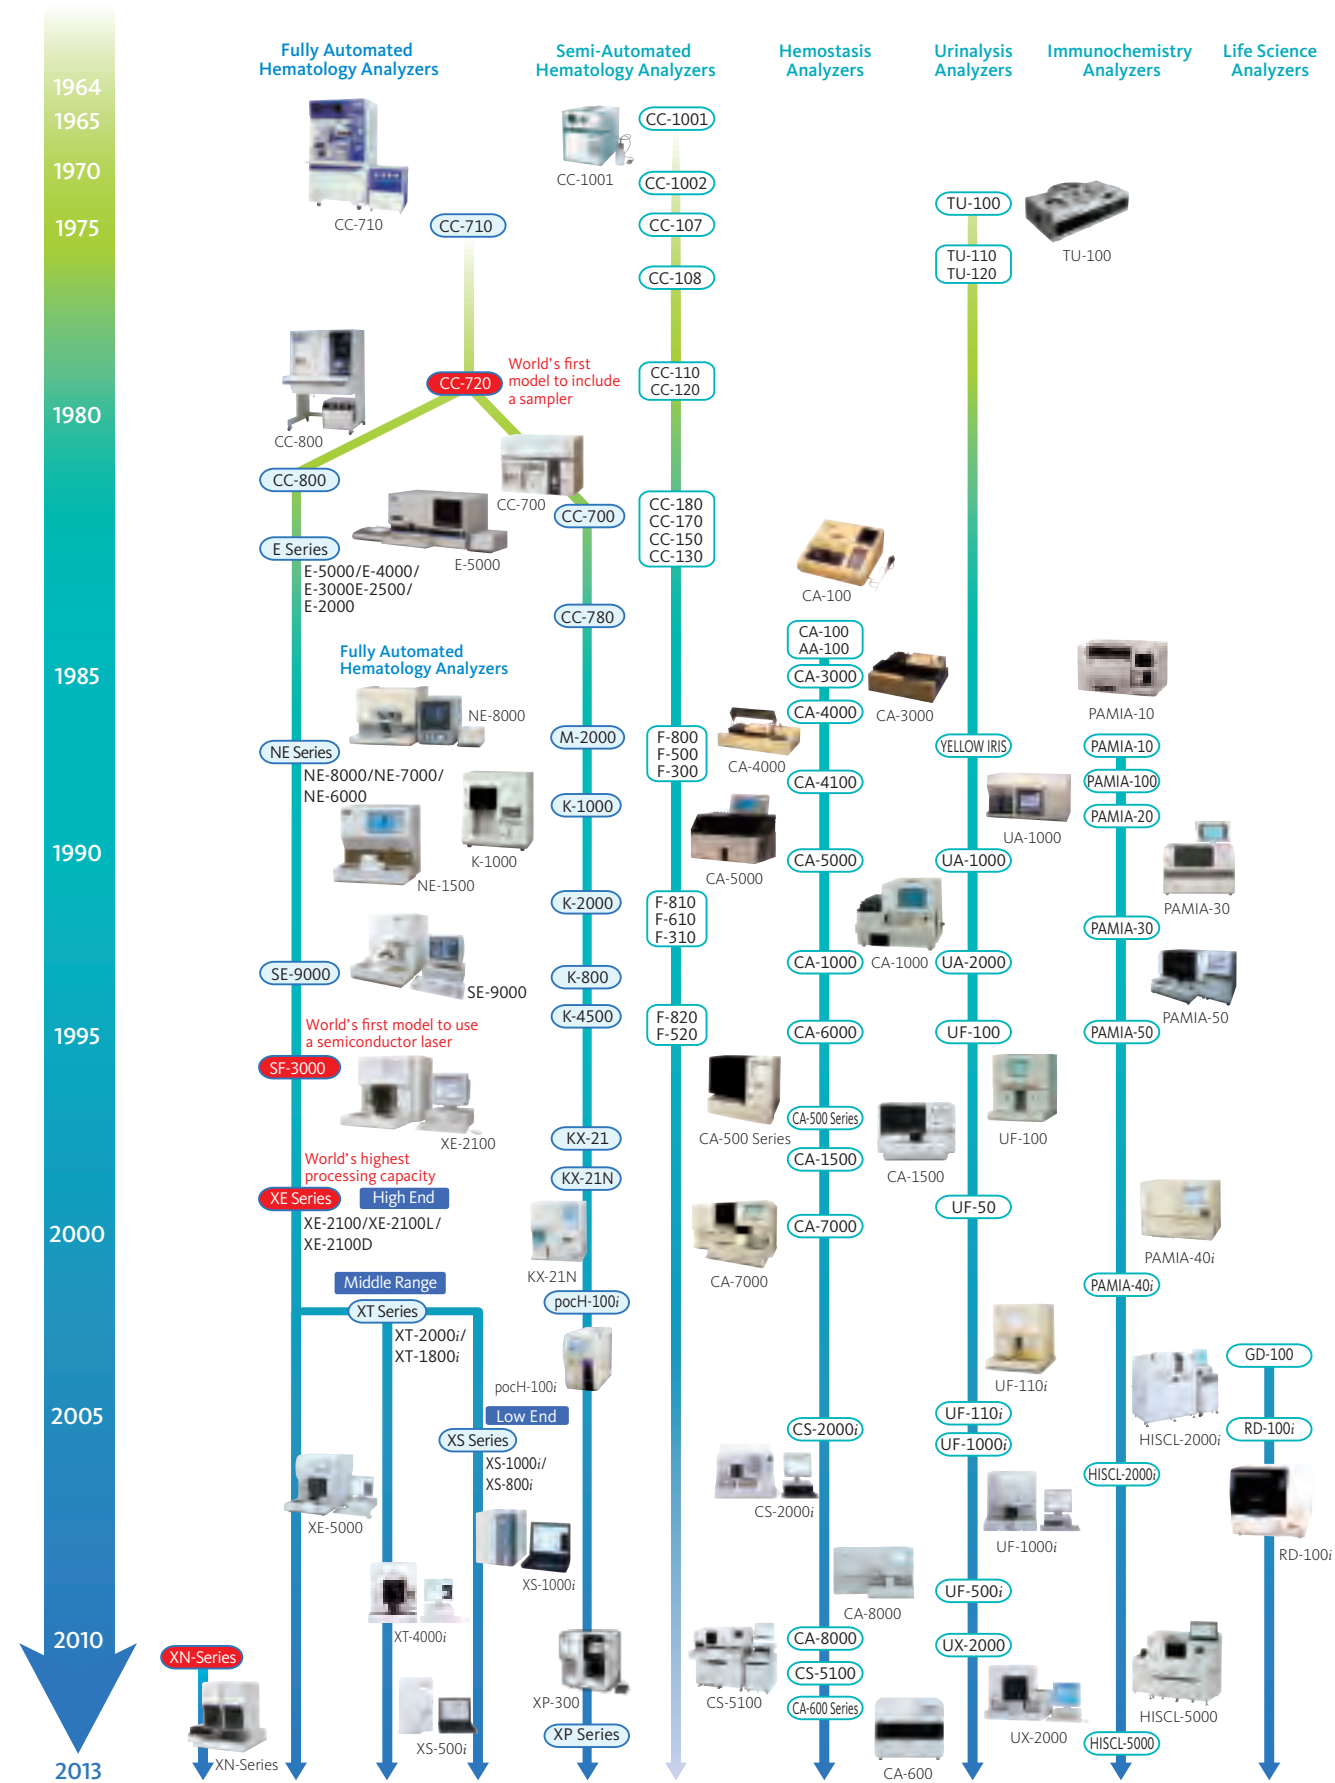 Fully Automated
Hematology Analyzers
Semi-Automated
Hematology Analyzers
Hemostasis
Analyzers
Urinalysis
Analyzers
Immunochemistry
Analyzers
Life Science
Analyzers
1964
1965
1970
1975
1980
1985
1990
1995
2000
2005
2010
2013
CC-710
CC-710
CC-720
World's first
model to include
a sampler
CC-800
CC-800
CC-700
CC-700
E Series
E-5000
E-5000/E-4000/
E-3000E-2500/
E-2000
CC-780
Fully Automated
Hematology Analyzers
NE-8000
NE Series
NE-8000/NE-7000/
NE-6000
M-2000
K-1000
K-1000
NE-1500
K-2000
SE-9000
SE-9000
K-800
K-4500
World's first model to use
a semiconductor laser
SF-3000
XE-2100
KX-21
KX-21N
World's highest
processing capacity
XE Series
High End
XE-2100/XE-2100L/
XE-2100D
KX-21N
Middle Range
XT Series
XT-2000i/
XT-1800i
pocH-100i
pocH-100i
Low End
XS Series
XS-1000i/
XS-800i
XE-5000
XS-1000i
XT-4000i
XN-Series
XN-Series
XS-500i
XP-300
XP Series
CC-1001
CC-1001
CC-1002
CC-107
CC-108
CC-110
CC-120
CC-180
CC-170
CC-150
CC-130
F-800
F-500
F-300
F-810
F-610
F-310
F-820
F-520
CA-100
CA-100
AA-100
CA-3000
CA-3000
CA-4000
CA-4000
CA-4100
CA-5000
CA-5000
CA-1000
CA-1000
CA-6000
CA-500 Series
CA-500 Series
CA-1500
CA-1500
CA-7000
CA-7000
CS-2000i
CS-2000i
CA-8000
CA-8000
CS-5100
CS-5100
CA-600 Series
CA-600
TU-100
TU-100
TU-110
TU-120
YELLOW IRIS
UA-1000
UA-1000
UA-2000
UF-100
UF-100
UF-50
UF-110i
UF-110i
UF-1000i
UF-1000i
UF-500i
UX-2000
UX-2000
PAMIA-10
PAMIA-10
PAMIA-100
PAMIA-20
PAMIA-30
PAMIA-30
PAMIA-50
PAMIA-50
PAMIA-40i
PAMIA-40i
HISCL-2000i
HISCL-2000i
HISCL-5000
HISCL-5000
GD-100
RD-100i
RD-100i